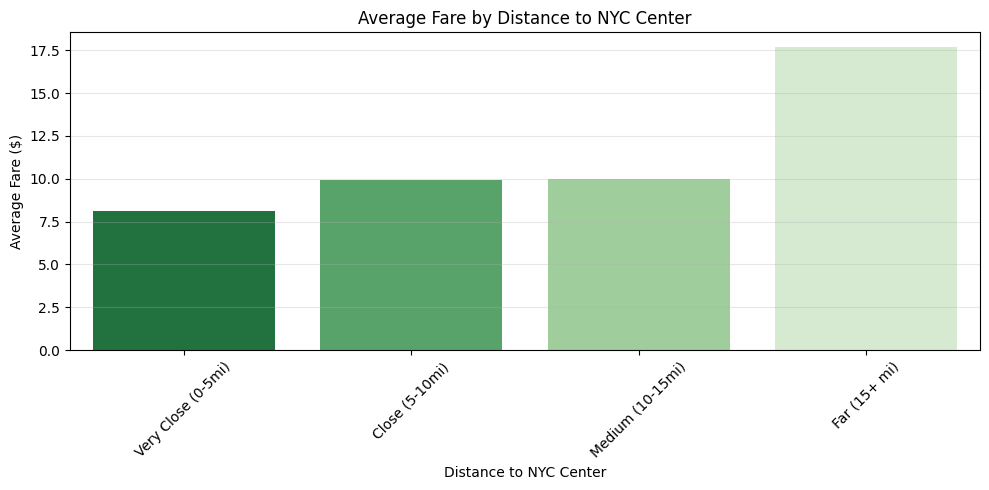 Average Fare by Distance to NYC Center
Average Fare ($)
17.5
15.0
12.5
10.0
7.5
5.0
2.5
0.0
Very Close (0-5mi)
Close (5-10mi)
Medium (10-15mi)
Far (15+ mi)
Distance to NYC Center